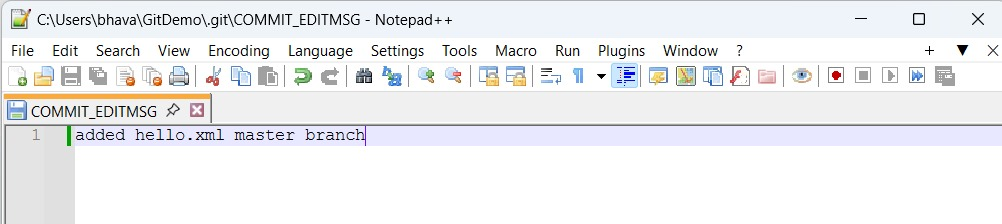 C:\Users\bhava\GitDemo\.git\COMMIT_EDITMSG - Notepad++
File Edit Search View Encoding Language Settings Tools Macro Run Plugins Window ? + ▼ X
COMMIT_EDITMSG
1 added hello.xml master branch